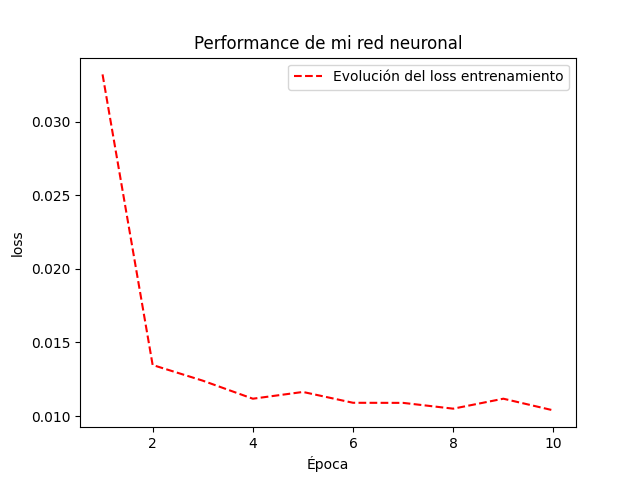 Performance de mi red neuronal
Evolución del loss entrenamiento
0.030
0.025
0.020
0.015
0.010
loss
2 4 6 8 10
Época